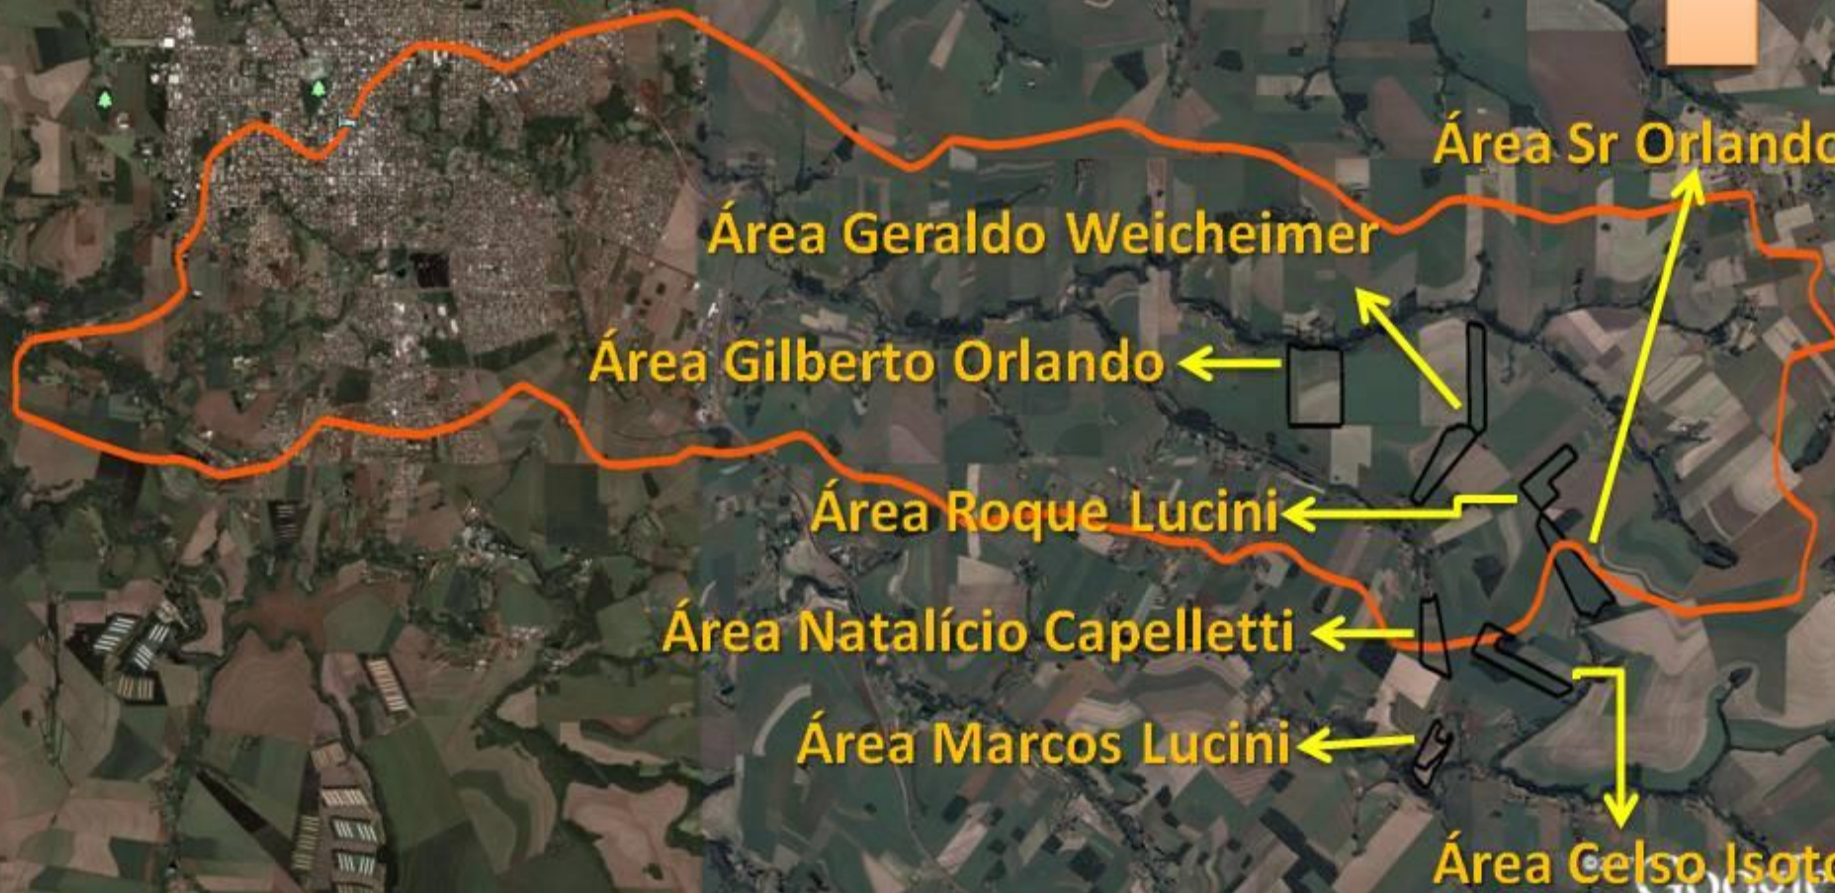 Área Sr Orlando
Área Geraldo Weicheimer
Área Gilberto Orlando
Área Roque Lucini
Área Natalício Capelletti
Área Marcos Lucini
Área Celso Isoto